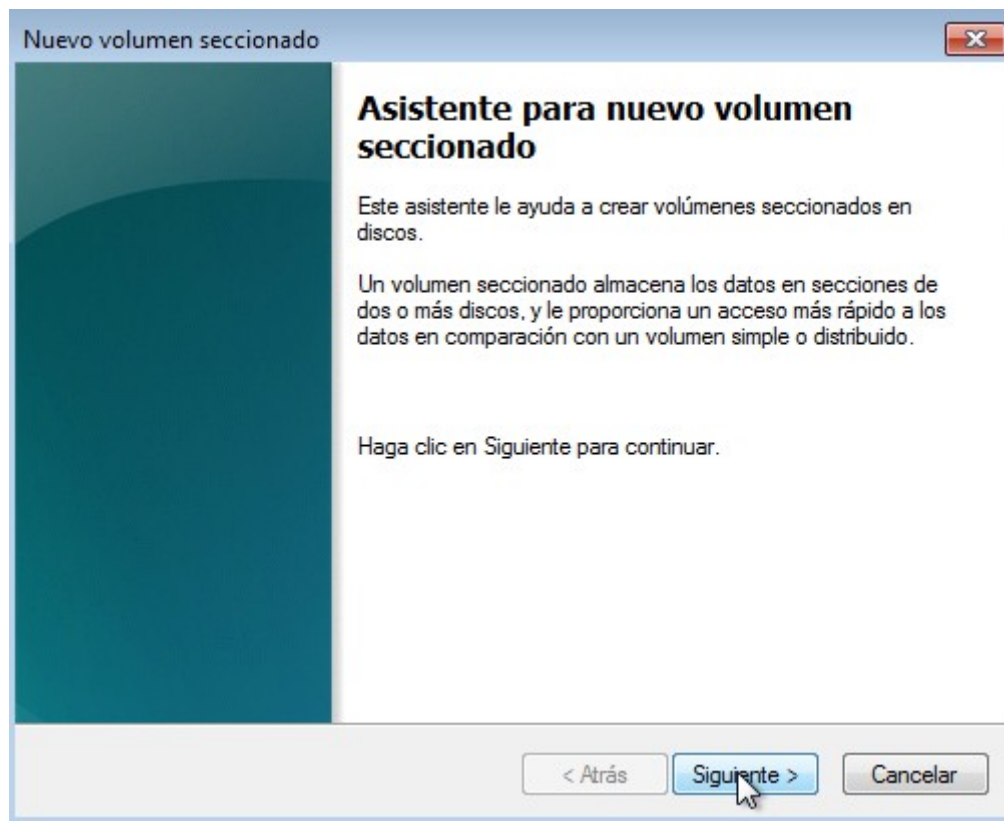 Nuevo volumen seccionado
Asistente para nuevo volumen
seccionado
Este asistente le ayuda a crear volúmenes seccionados en
discos.
Un volumen seccionado almacena los datos en secciones de
dos o más discos, y le proporciona un acceso más rápido a los
datos en comparación con un volumen simple o distribuido.
Haga clic en Siguiente para continuar.
< Atrás Siguiente > Cancelar